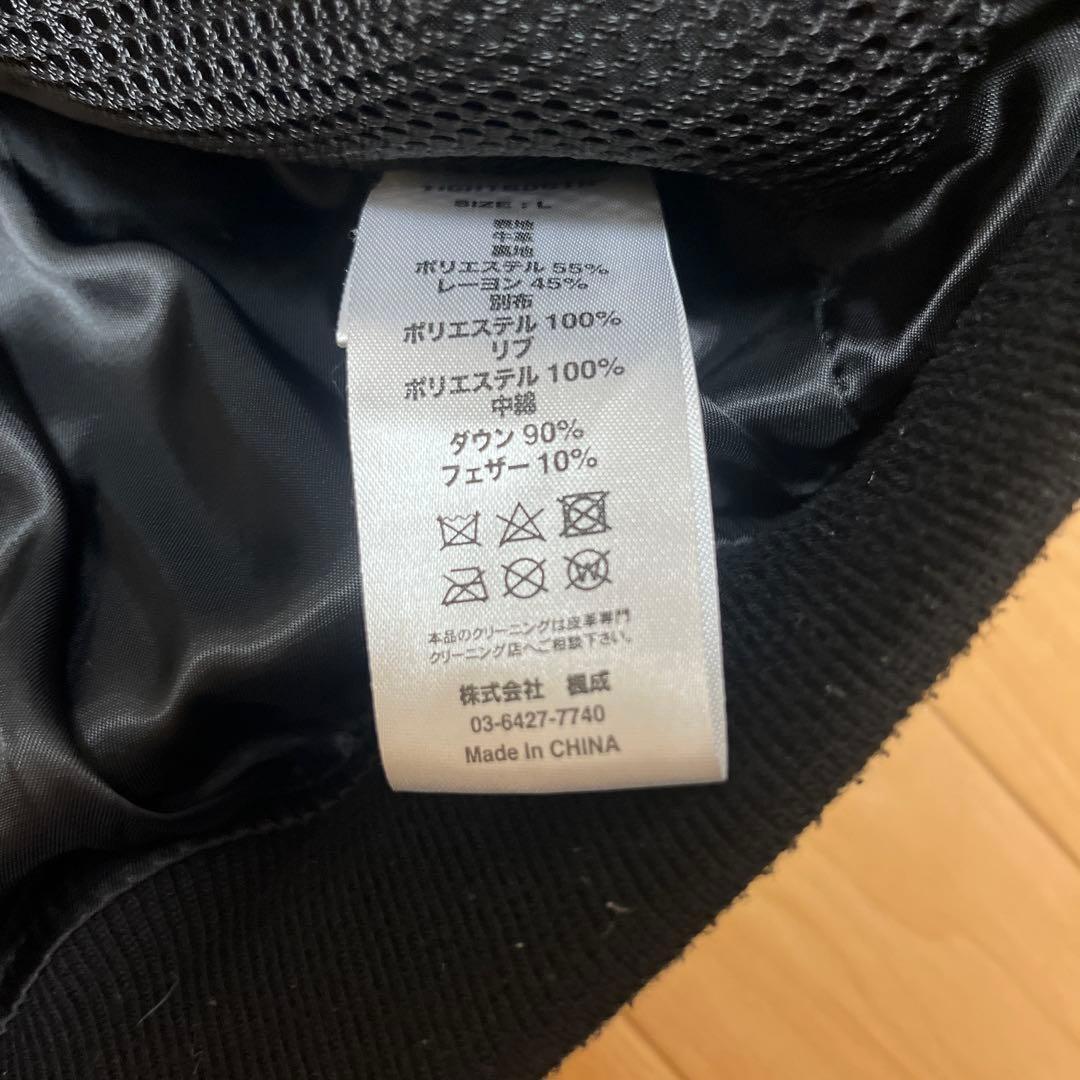 SIZE : L
表地
牛革
裏地
ポリエステル 55%
レーヨン 45%
別布
ポリエステル 100%
リブ
ポリエステル 100%
中綿
ダウン 90%
フェザー 10%
本品のクリーニングは皮革専門
クリーニング店へご相談下さい。
株式会社 楓成
03-6427-7740
Made In CHINA